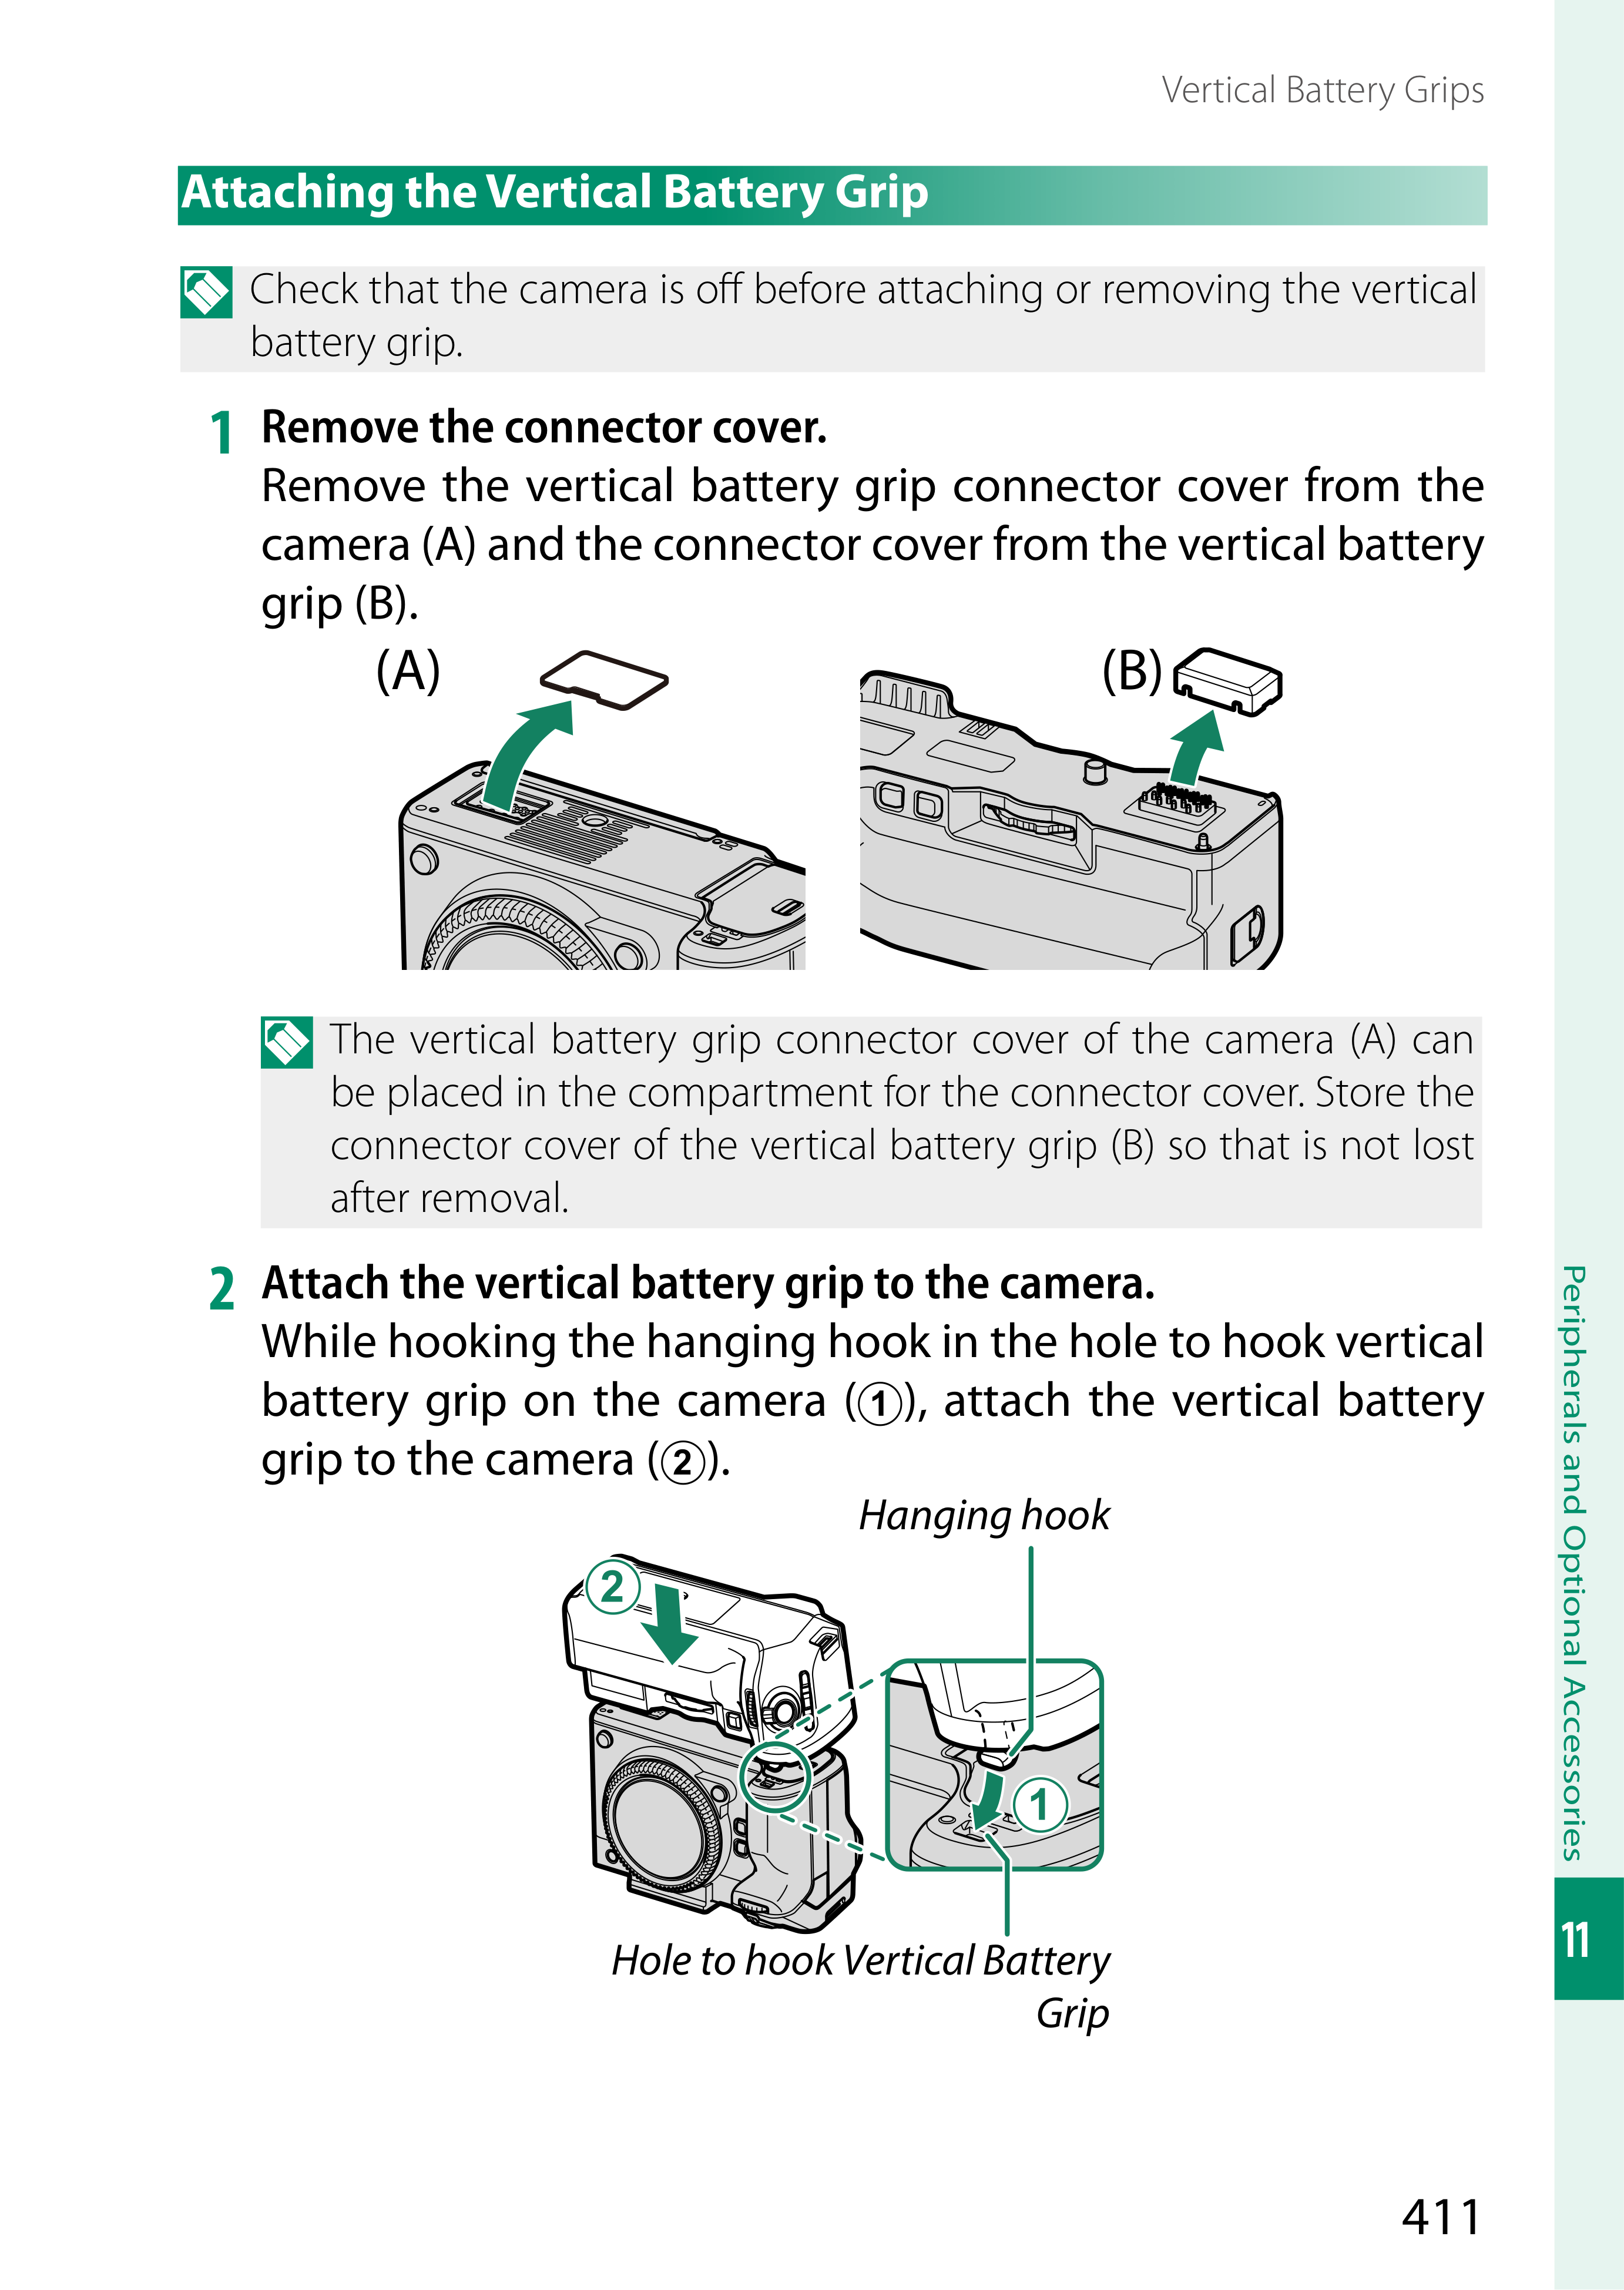 Vertical Battery Grips
Attaching the Vertical Battery Grip
Check that the camera is off before attaching or removing the vertical
battery grip.
1 Remove the connector cover.
Remove the vertical battery grip connector cover from the
camera (A) and the connector cover from the vertical battery
grip (B).
(A)
(B)
The vertical battery grip connector cover of the camera (A) can
be placed in the compartment for the connector cover. Store the
connector cover of the vertical battery grip (B) so that is not lost
after removal.
2 Attach the vertical battery grip to the camera.
While hooking the hanging hook in the hole to hook vertical
battery grip on the camera (①), attach the vertical battery
grip to the camera (②).
Hanging hook
②
①
Hole to hook Vertical Battery
Grip
Peripherals and Optional Accessories
11
411